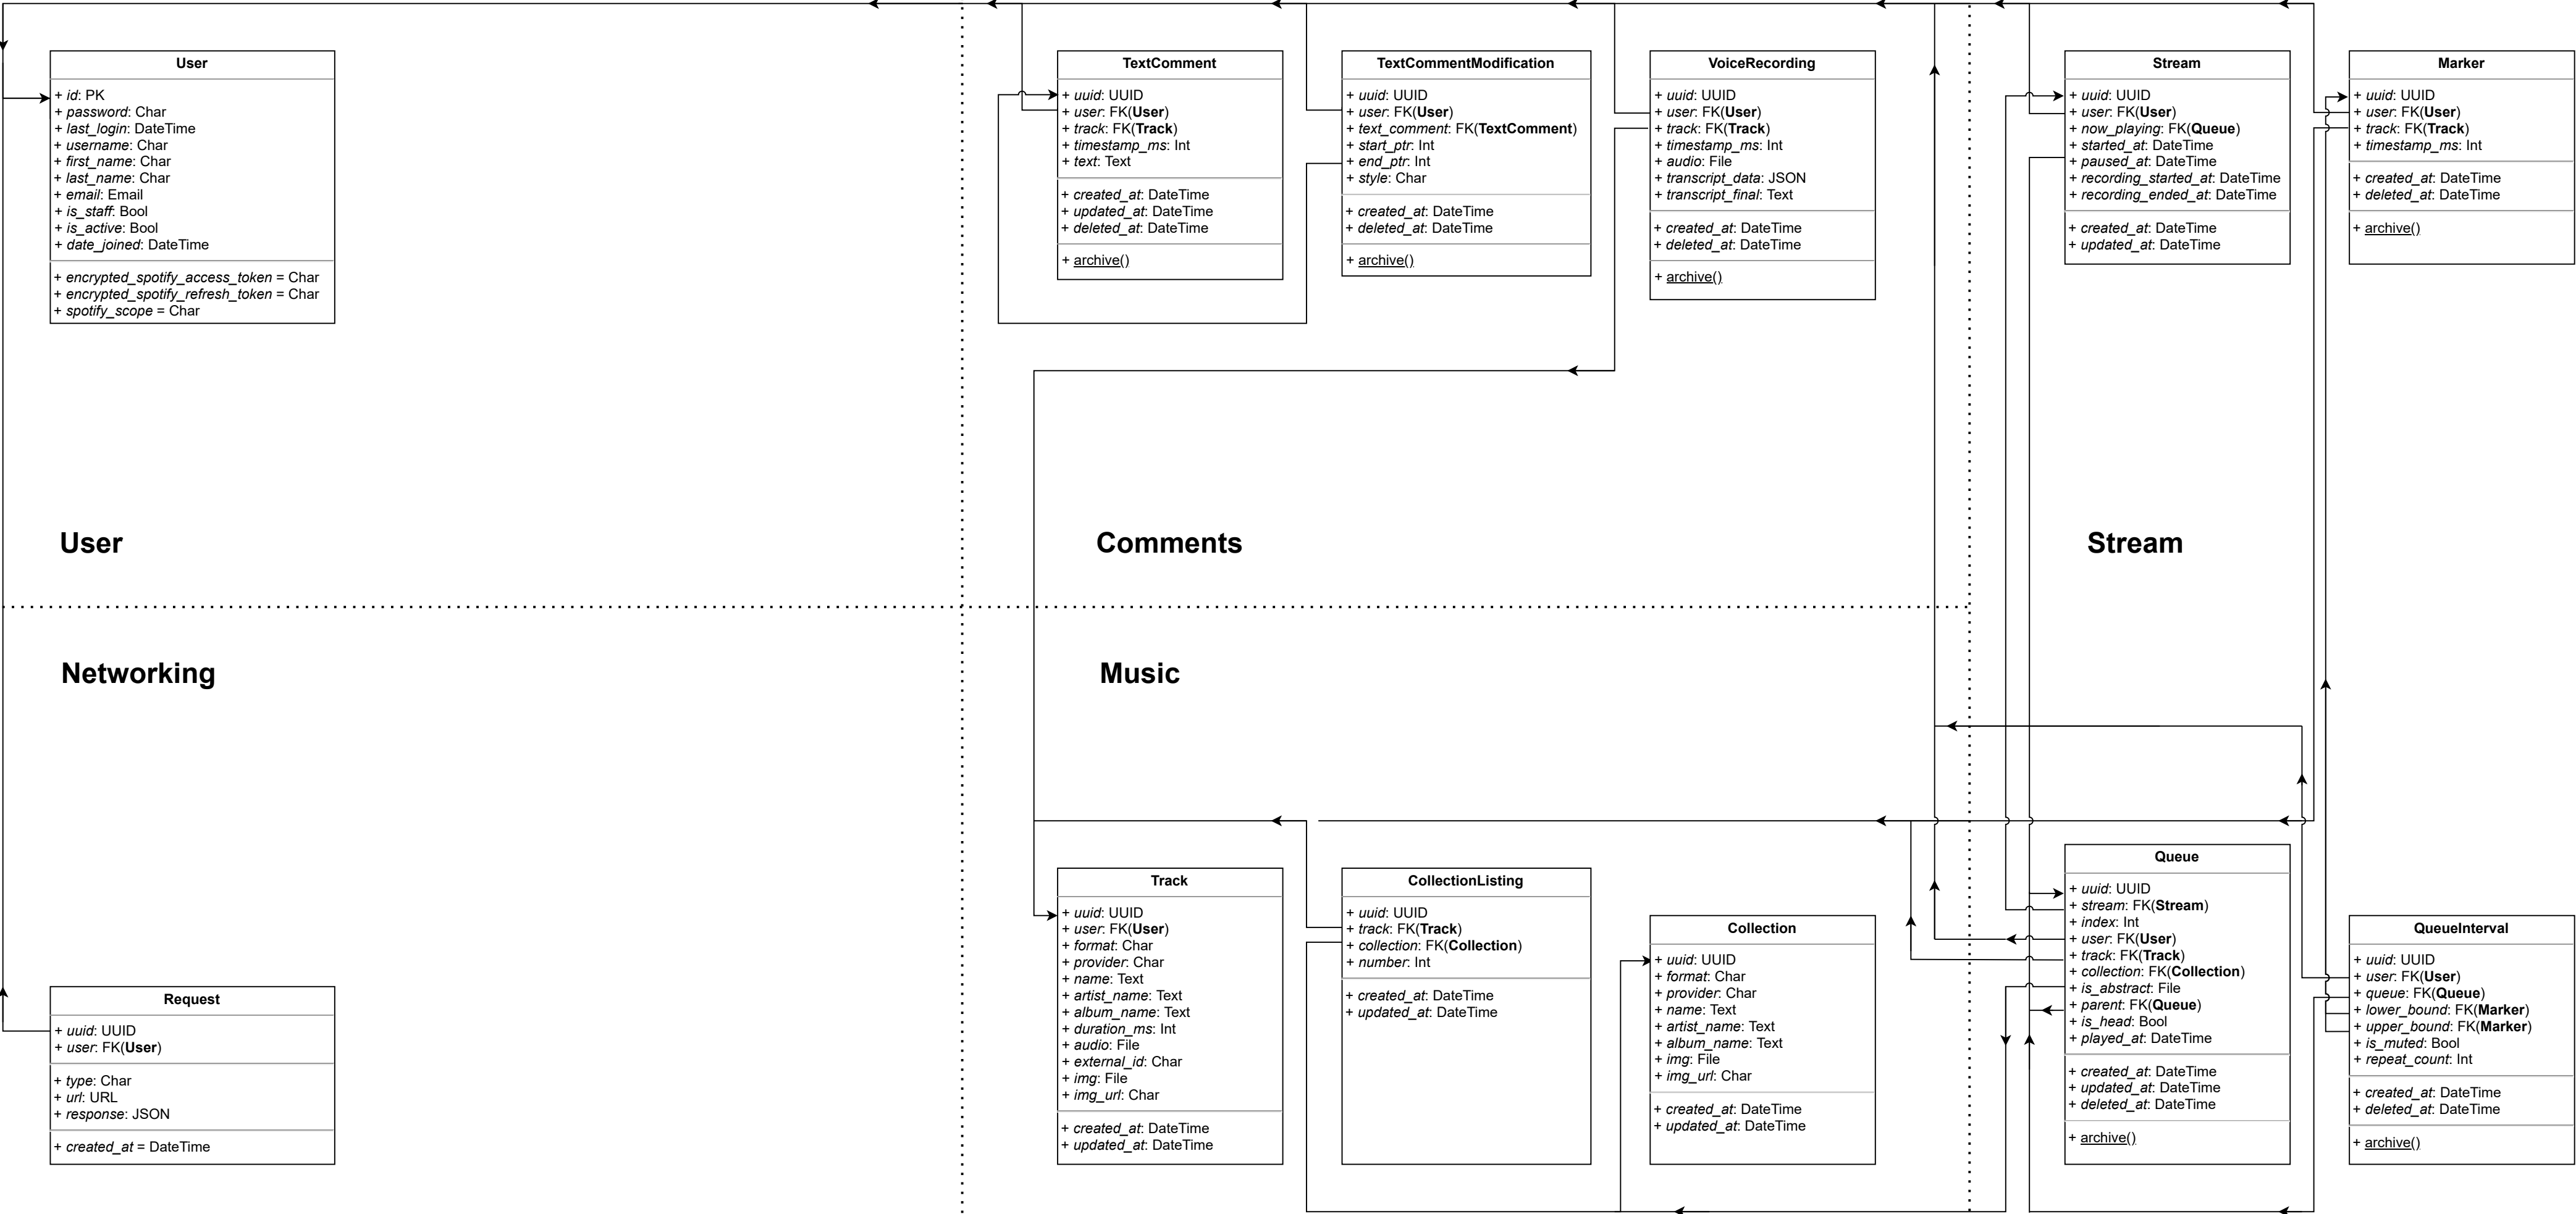 User
+ id: PK
+ password: Char
+ last_login: DateTime
+ username: Char
+ first_name: Char
+ last_name: Char
+ email: Email
+ is_staff: Bool
+ is_active: Bool
+ date_joined: DateTime
+ encrypted_spotify_access_token = Char
+ encrypted_spotify_refresh_token = Char
+ spotify_scope = Char
User
TextComment
+ uuid: UUID
+ user: FK(User)
+ track: FK(Track)
+ timestamp_ms: Int
+ text: Text
+ created_at: DateTime
+ updated_at: DateTime
+ deleted_at: DateTime
+ archive()
TextCommentModification
+ uuid: UUID
+ user: FK(User)
+ text_comment: FK(TextComment)
+ start_ptr: Int
+ end_ptr: Int
+ style: Char
+ created_at: DateTime
+ deleted_at: DateTime
+ archive()
VoiceRecording
+ uuid: UUID
+ user: FK(User)
+ track: FK(Track)
+ timestamp_ms: Int
+ audio: File
+ transcript_data: JSON
+ transcript_final: Text
+ created_at: DateTime
+ deleted_at: DateTime
+ archive()
Comments
Stream
+ uuid: UUID
+ user: FK(User)
+ now_playing: FK(Queue)
+ started_at: DateTime
+ paused_at: DateTime
+ recording_started_at: DateTime
+ recording_ended_at: DateTime
+ created_at: DateTime
+ updated_at: DateTime
Marker
+ uuid: UUID
+ user: FK(User)
+ track: FK(Track)
+ timestamp_ms: Int
+ created_at: DateTime
+ deleted_at: DateTime
+ archive()
Stream
Networking
Request
+ uuid: UUID
+ user: FK(User)
+ type: Char
+ url: URL
+ response: JSON
+ created_at = DateTime
Music
Track
+ uuid: UUID
+ user: FK(User)
+ format: Char
+ provider: Char
+ name: Text
+ artist_name: Text
+ album_name: Text
+ duration_ms: Int
+ audio: File
+ external_id: Char
+ img: File
+ img_url: Char
+ created_at: DateTime
+ updated_at: DateTime
CollectionListing
+ uuid: UUID
+ track: FK(Track)
+ collection: FK(Collection)
+ number: Int
+ created_at: DateTime
+ updated_at: DateTime
Collection
+ uuid: UUID
+ format: Char
+ provider: Char
+ name: Text
+ artist_name: Text
+ album_name: Text
+ img: File
+ img_url: Char
+ created_at: DateTime
+ updated_at: DateTime
Queue
+ uuid: UUID
+ stream: FK(Stream)
+ index: Int
+ user: FK(User)
+ track: FK(Track)
+ collection: FK(Collection)
+ is_abstract: File
+ parent: FK(Queue)
+ is_head: Bool
+ played_at: DateTime
+ created_at: DateTime
+ updated_at: DateTime
+ deleted_at: DateTime
+ archive()
QueueInterval
+ uuid: UUID
+ user: FK(User)
+ queue: FK(Queue)
+ lower_bound: FK(Marker)
+ upper_bound: FK(Marker)
+ is_muted: Bool
+ repeat_count: Int
+ created_at: DateTime
+ deleted_at: DateTime
+ archive()